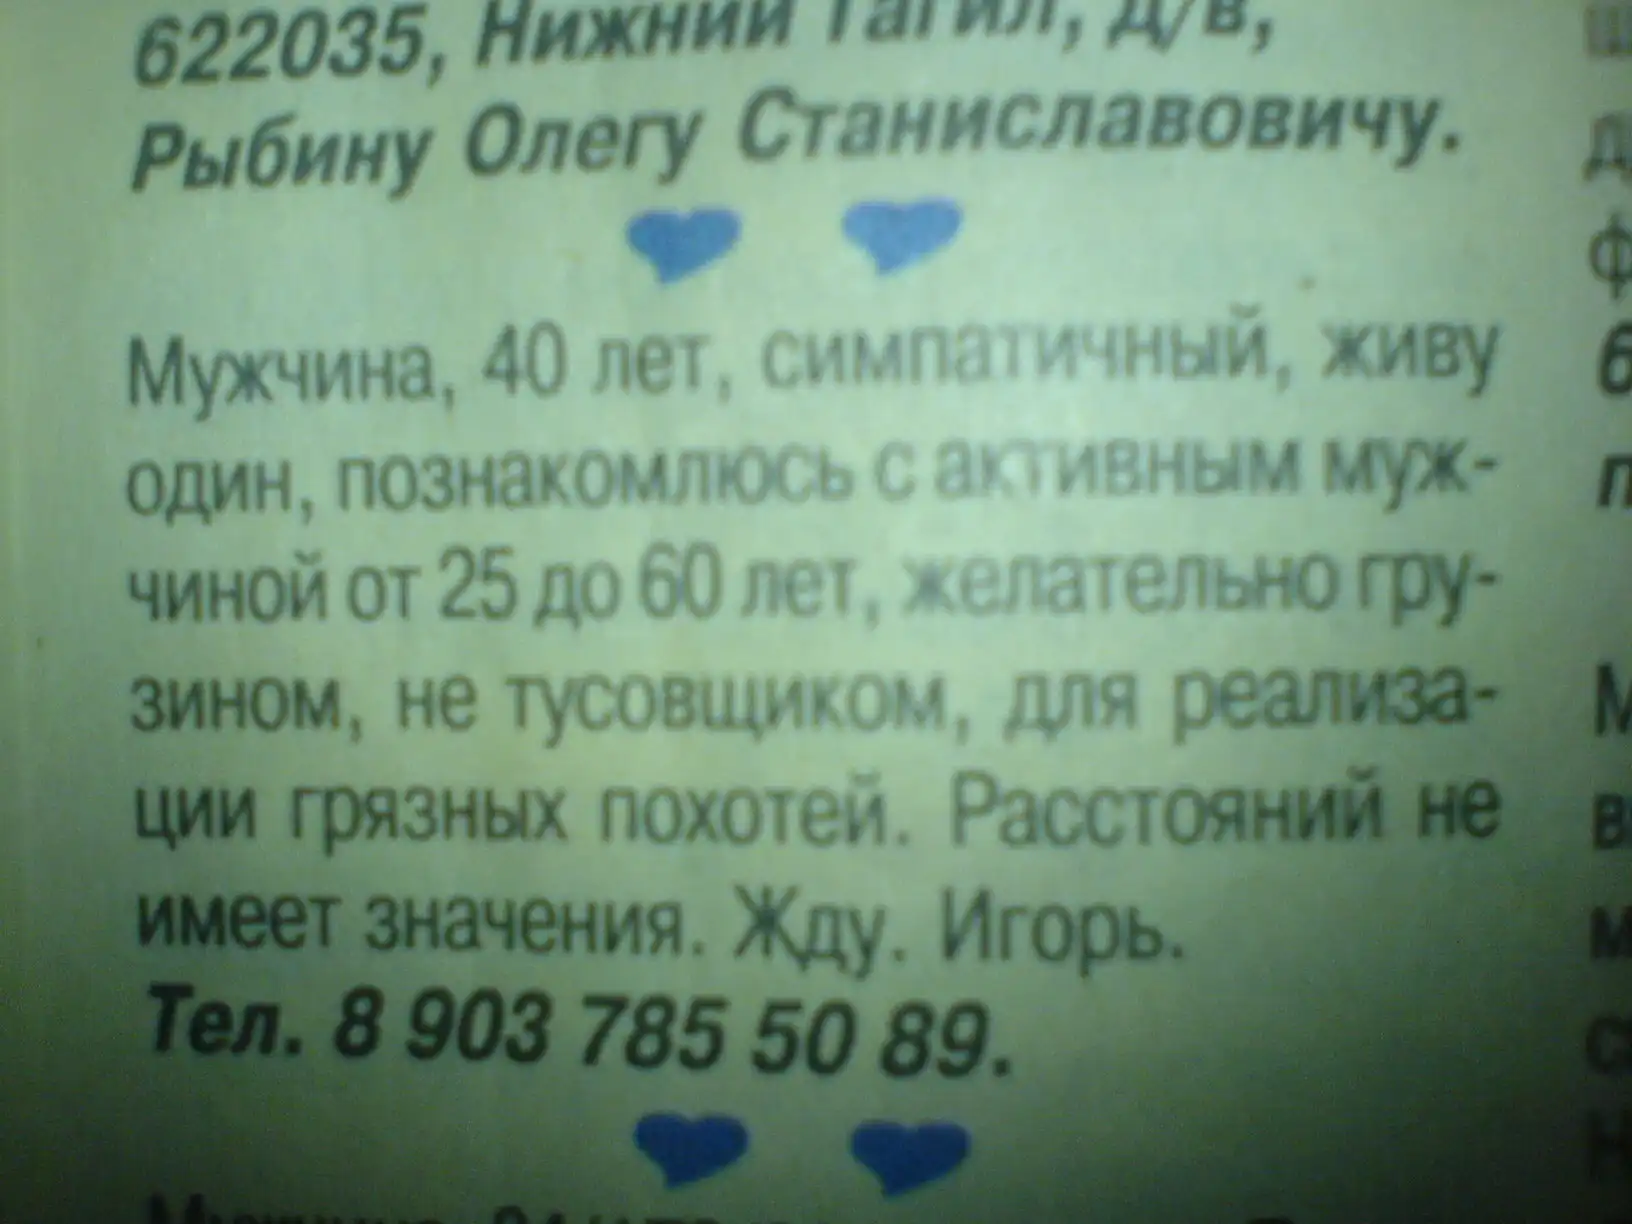 622035, Нижний Тагил, д/в,
Рыбину Олегу Станиславовичу.
Мужчина, 40 лет, симпатичный, живу
один, познакомлюсь с активным муж-
чиной от 25 до 60 лет, желательно гру-
зином, не тусовщиком, для реализа-
ции грязных похотей. Расстояний не
имеет значения. Жду. Игорь.
Тел. 8 903 785 50 89.